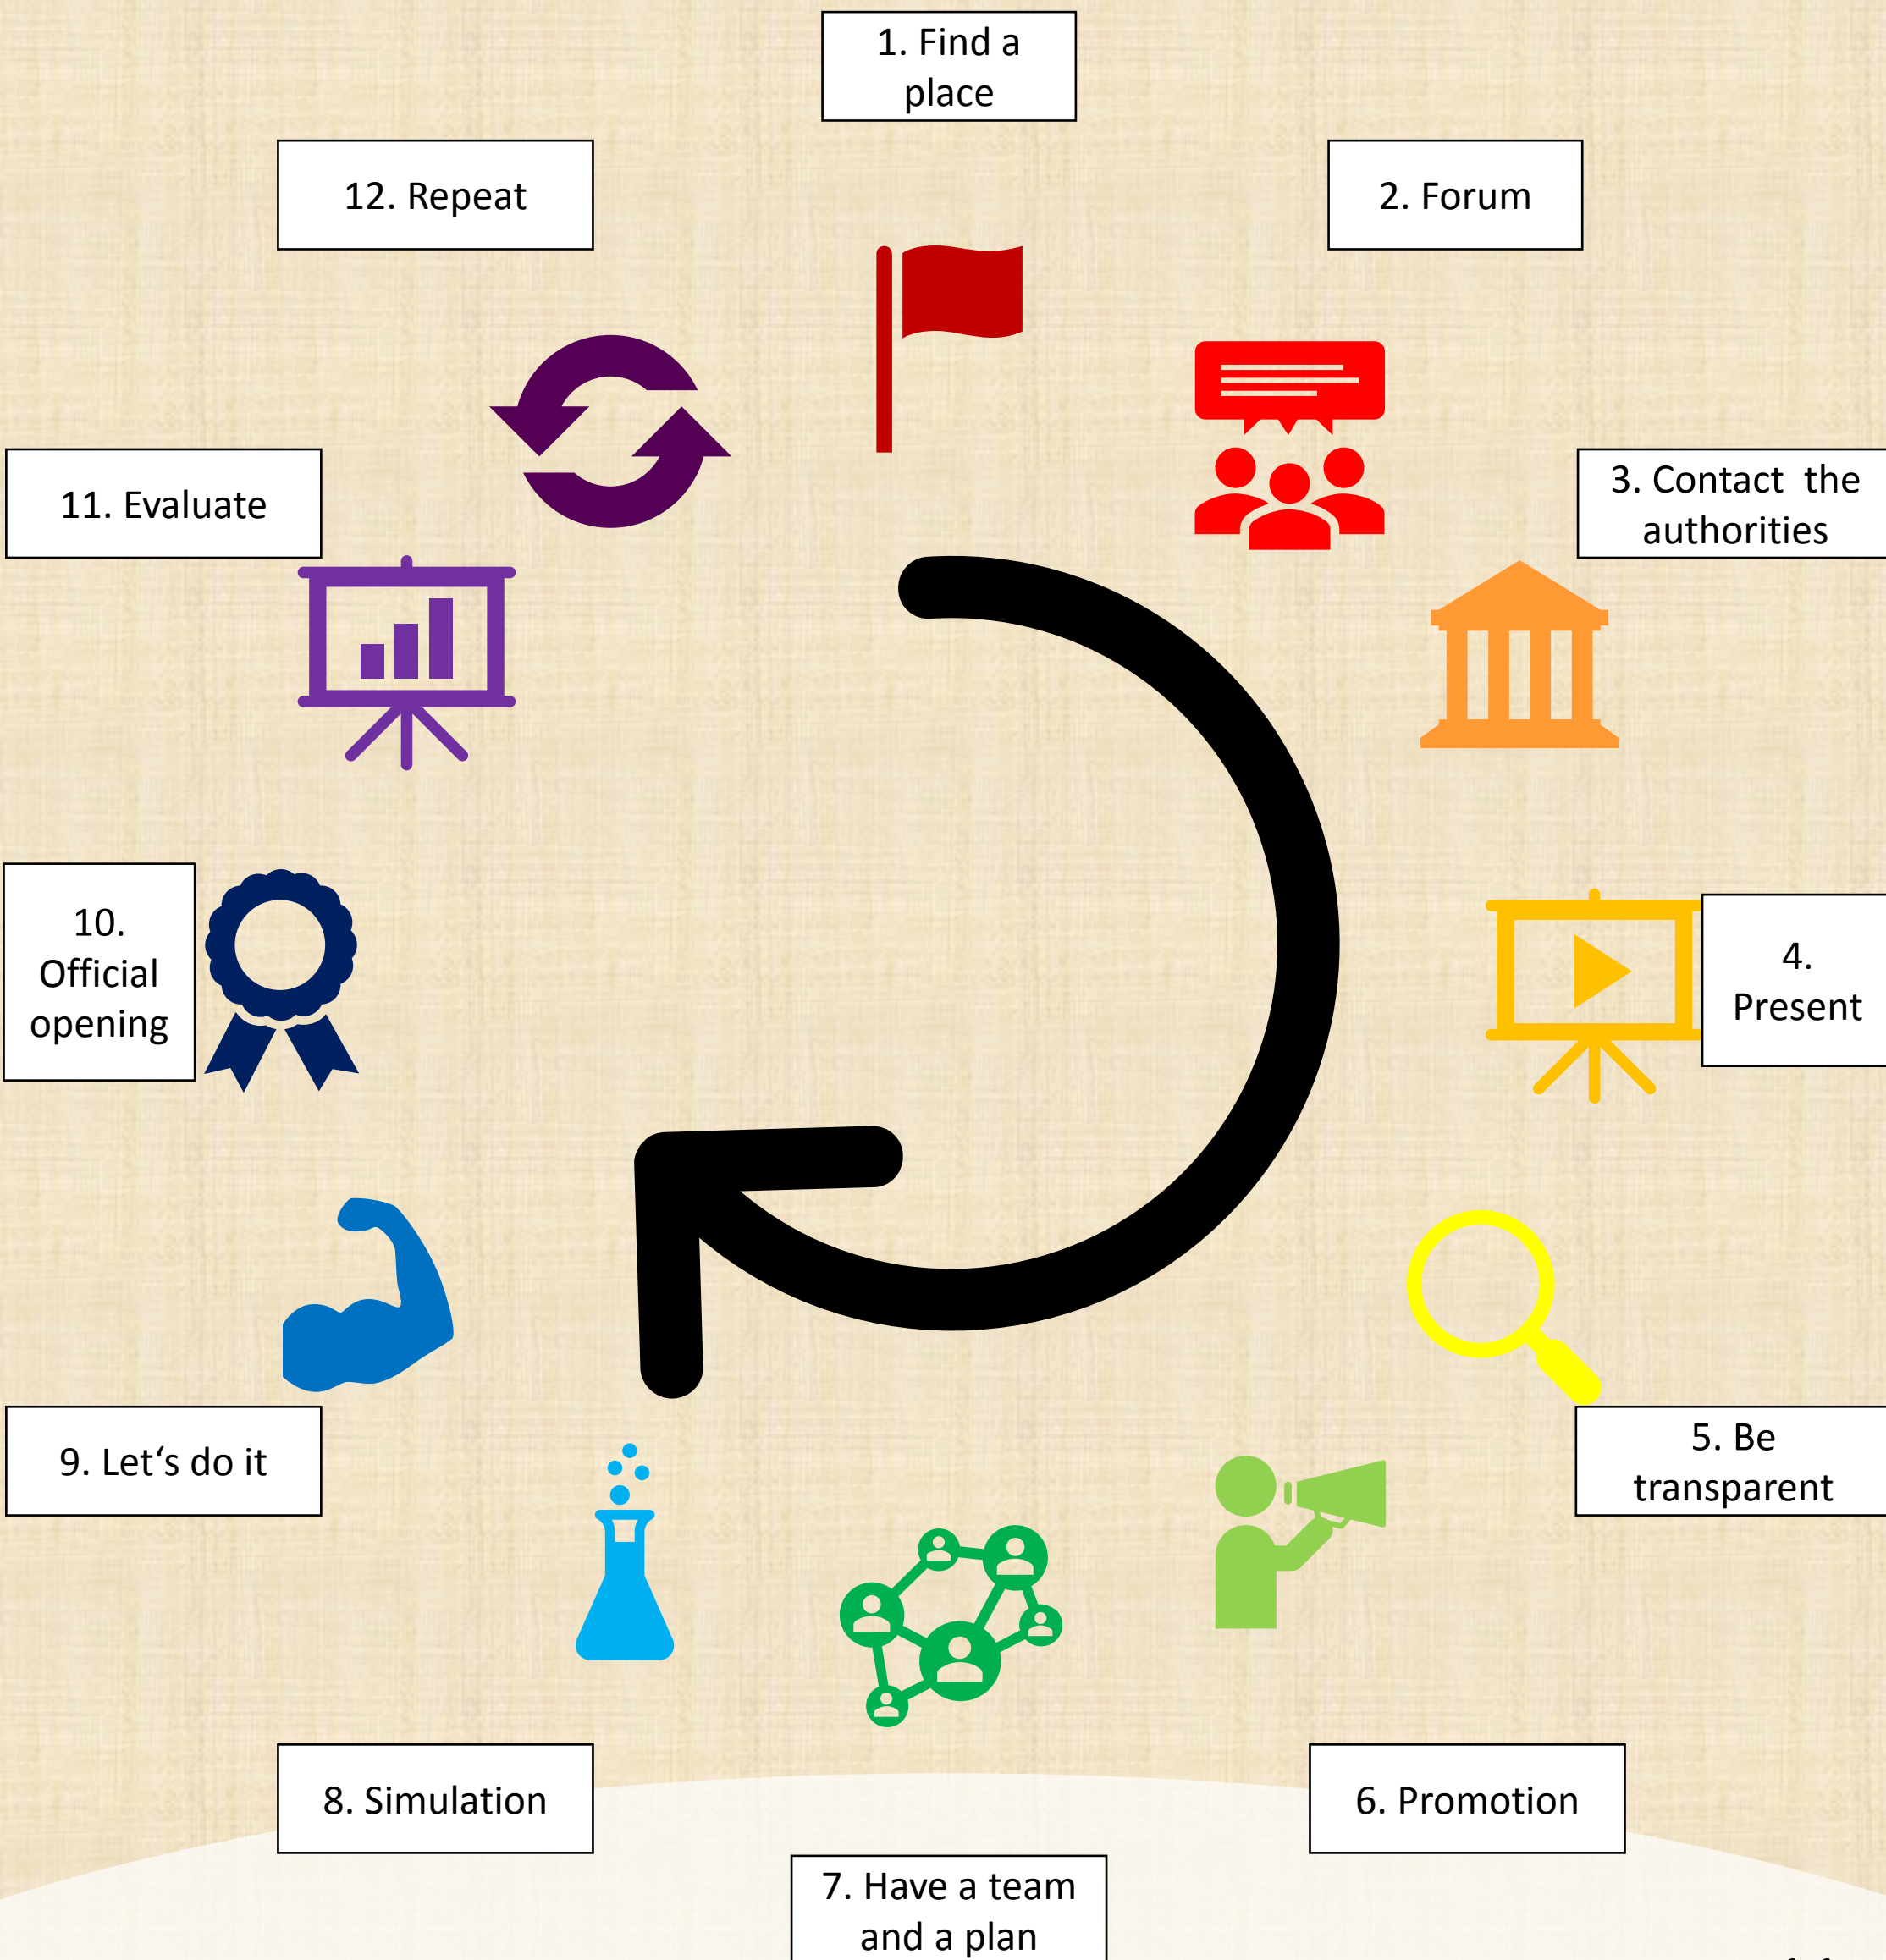 1. Find a
place
2. Forum
3. Contact  the
authorities
4.
Present
5. Be
transparent
6. Promotion
7. Have a team
and a plan
8. Simulation
9. Let‘s do it
10.
Official
opening
11. Evaluate
12. Repeat